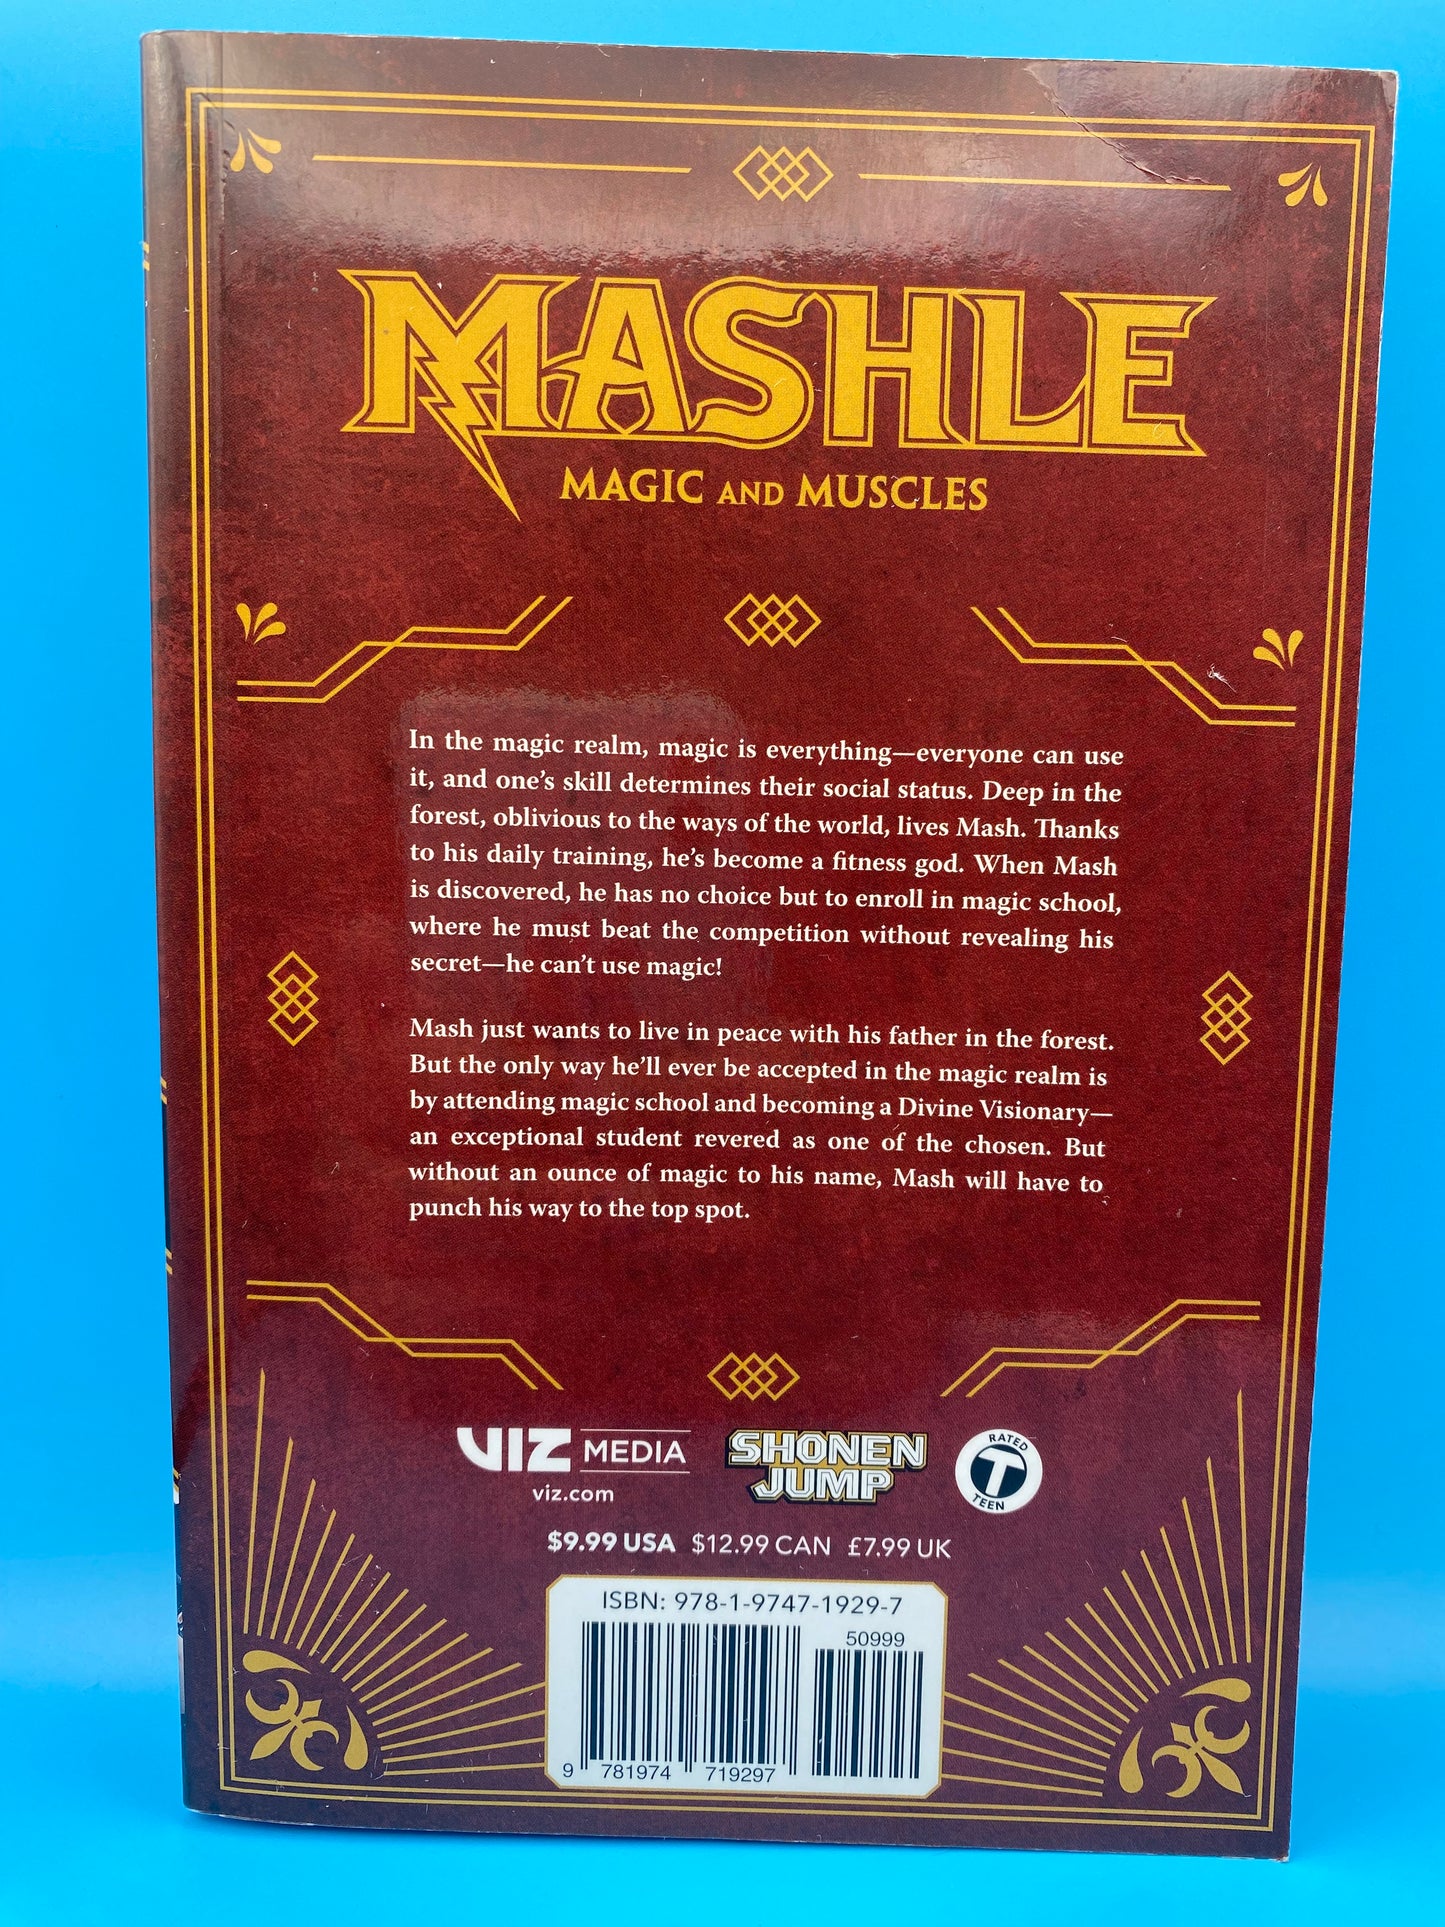 MASHLE
MAGIC AND MUSCLES
In the magic realm, magic is everything—everyone can use
it, and one's skill determines their social status. Deep in the
forest, oblivious to the ways of the world, lives Mash. Thanks
to his daily training, he's become a fitness god. When Mash
is discovered, he has no choice but to enroll in magic school,
where he must beat the competition without revealing his
secret—he can't use magic!
Mash just wants to live in peace with his father in the forest.
But the only way he'll ever be accepted in the magic realm is
by attending magic school and becoming a Divine Visionary—
an exceptional student revered as one of the chosen. But
without an ounce of magic to his name, Mash will have to
punch his way to the top spot.
VIZ MEDIA
viz.com
SHONEN
JUMP
RATED
T
TEEN
$9.99 USA $12.99 CAN £7.99 UK
ISBN: 978-1-9747-1929-7
50999
9 781974 719297